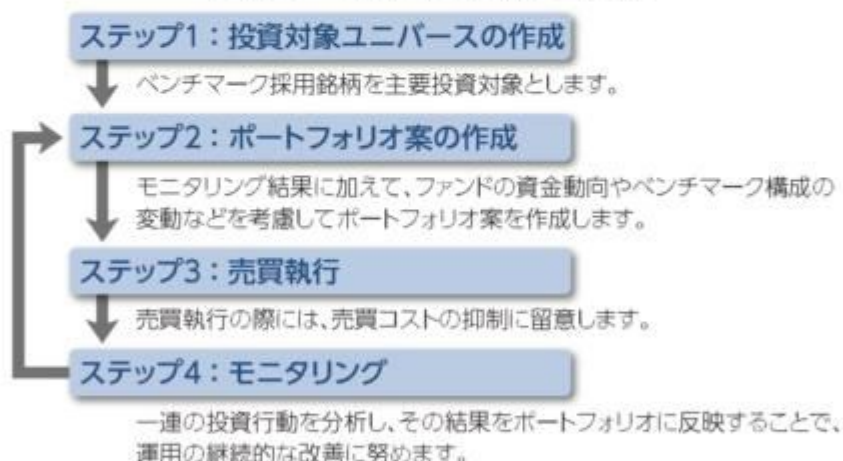 ステップ1：投資対象ユニバースの作成
ベンチマーク採用銘柄を主要投資対象とします。
ステップ2：ポートフォリオ案の作成
モニタリング結果に加えて、ファンドの資金動向やベンチマーク構成の
変動などを考慮してポートフォリオ案を作成します。
ステップ3：売買執行
売買執行の際には、売買コストの抑制に留意します。
ステップ4：モニタリング
一連の投資行動を分析し、その結果をポートフォリオに反映することで、
運用の継続的な改善に努めます。